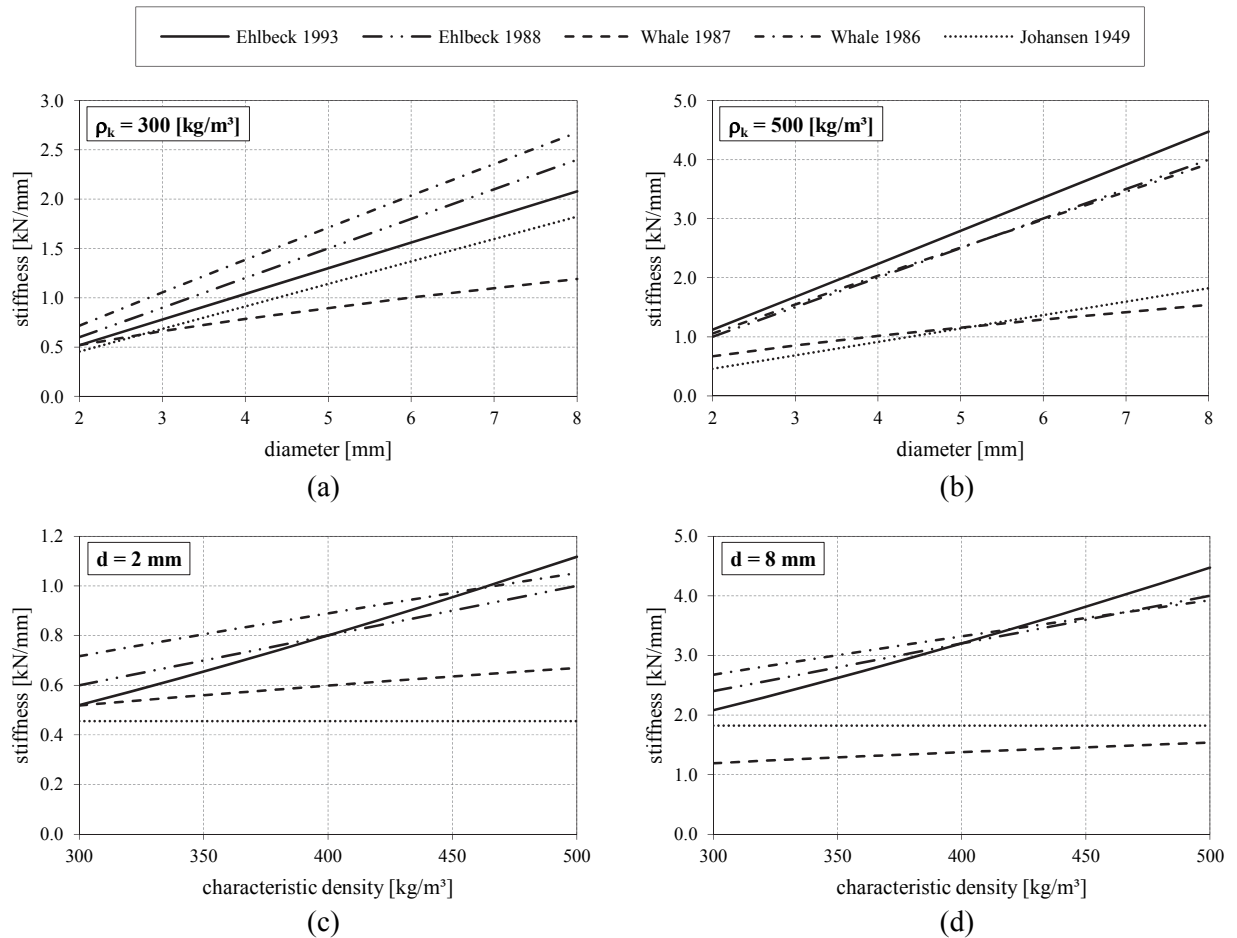 Ehlbeck 1993 Ehlbeck 1988 Whale 1987 Whale 1986 Johansen 1949
ρk = 300 [kg/m³]
stiffness [kN/mm]
3.0
2.5
2.0
1.5
1.0
0.5
0.0
2 3 4 5 6 7 8
diameter [mm]
(a)
ρk = 500 [kg/m³]
stiffness [kN/mm]
5.0
4.0
3.0
2.0
1.0
0.0
2 3 4 5 6 7 8
diameter [mm]
(b)
d = 2 mm
stiffness [kN/mm]
1.2
1.0
0.8
0.6
0.4
0.2
0.0
300 350 400 450 500
characteristic density [kg/m³]
(c)
d = 8 mm
stiffness [kN/mm]
5.0
4.0
3.0
2.0
1.0
0.0
300 350 400 450 500
characteristic density [kg/m³]
(d)